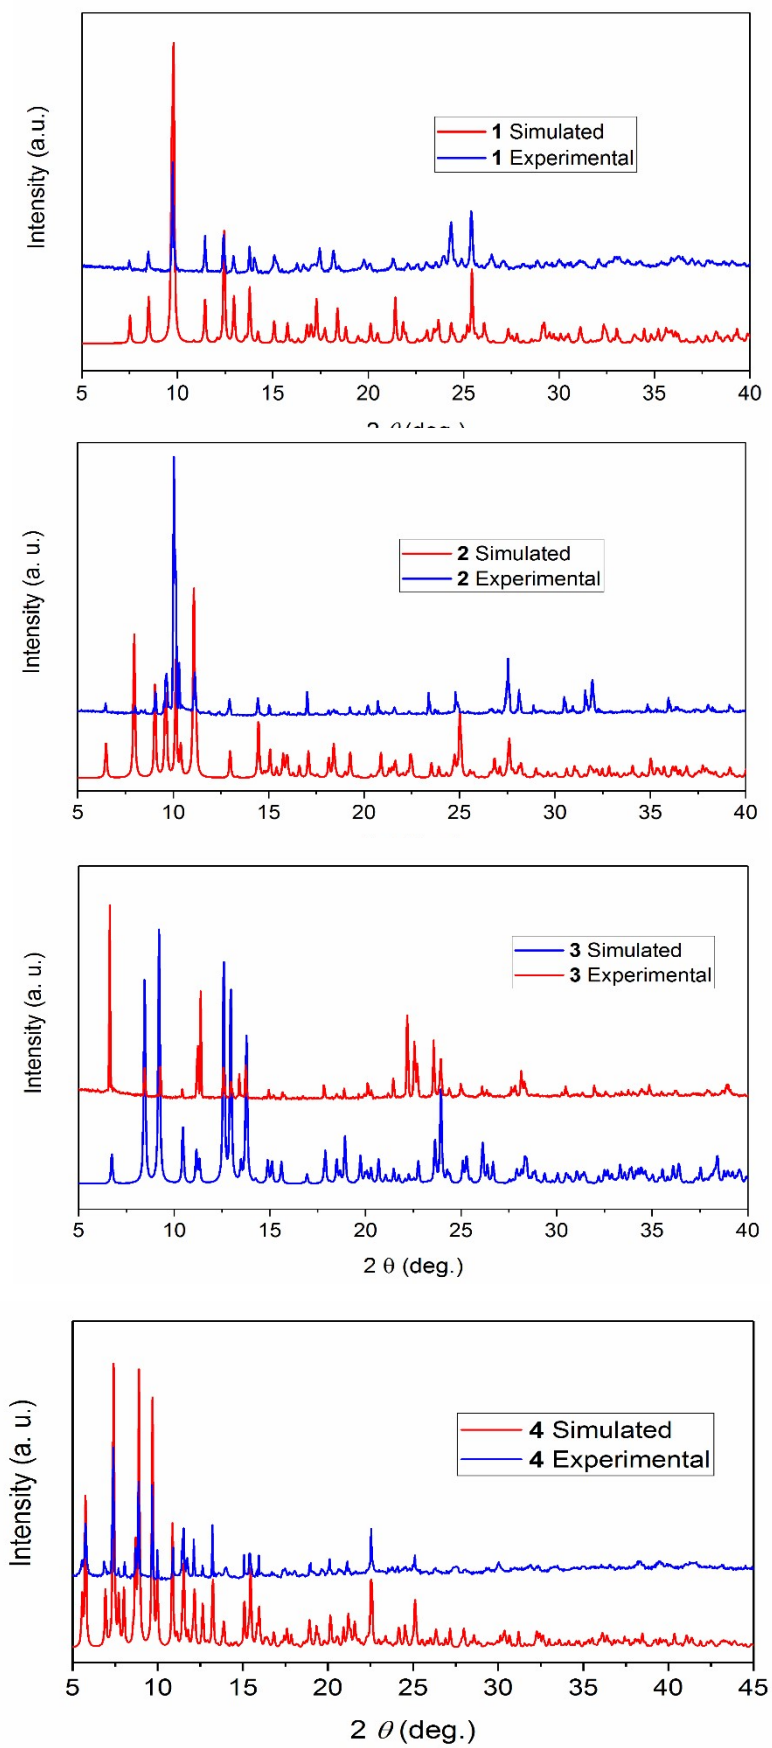 Intensity (a.u.)
1 Simulated
1 Experimental
5 10 15 20 25 30 35 40
2 θ(deg.)
Intensity (a. u.)
2 Simulated
2 Experimental
5 10 15 20 25 30 35 40
Intensity (a. u.)
3 Simulated
3 Experimental
5 10 15 20 25 30 35 40
2 θ (deg.)
Intensity (a. u.)
4 Simulated
4 Experimental
5 10 15 20 25 30 35 40 45
2 θ (deg.)